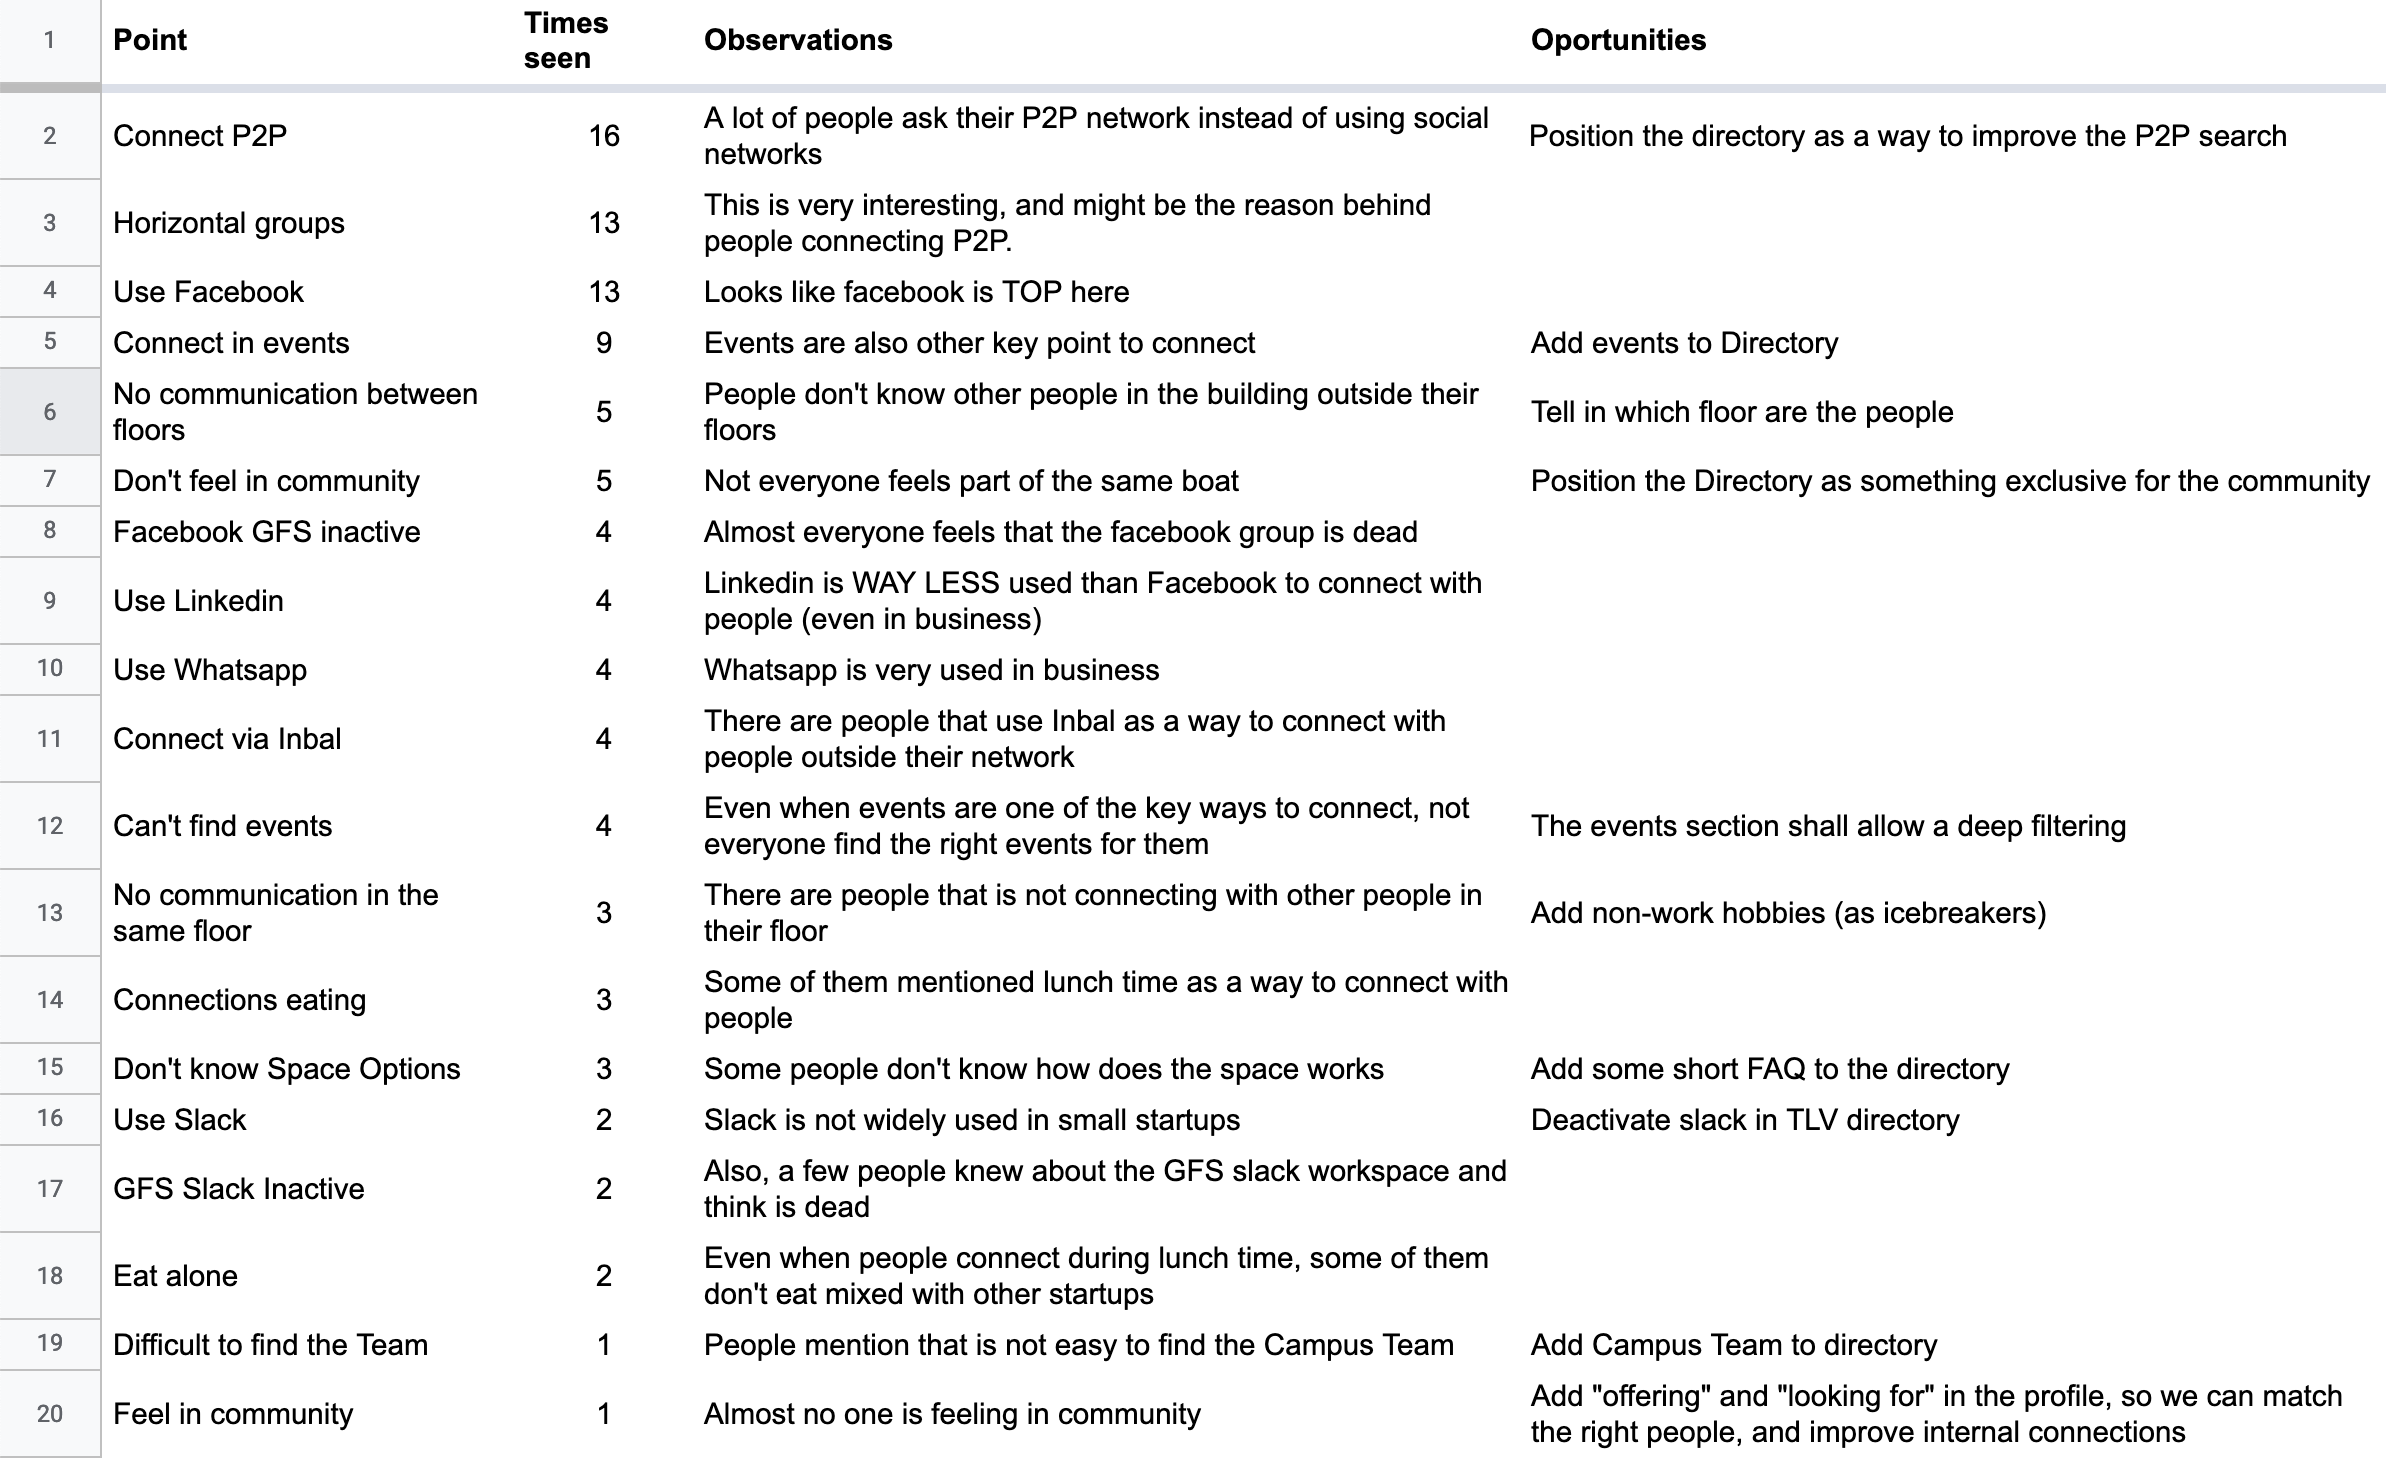 1 Point Times seen Observations Oportunities
2 Connect P2P 16 A lot of people ask their P2P network instead of using social networks Position the directory as a way to improve the P2P search
3 Horizontal groups 13 This is very interesting, and might be the reason behind people connecting P2P.
4 Use Facebook 13 Looks like facebook is TOP here
5 Connect in events 9 Events are also other key point to connect Add events to Directory
6 No communication between floors 5 People don't know other people in the building outside their floors Tell in which floor are the people
7 Don't feel in community 5 Not everyone feels part of the same boat Position the Directory as something exclusive for the community
8 Facebook GFS inactive 4 Almost everyone feels that the facebook group is dead
9 Use Linkedin 4 Linkedin is WAY LESS used than Facebook to connect with people (even in business)
10 Use Whatsapp 4 Whatsapp is very used in business
11 Connect via Inbal 4 There are people that use Inbal as a way to connect with people outside their network
12 Can't find events 4 Even when events are one of the key ways to connect, not everyone find the right events for them The events section shall allow a deep filtering
13 No communication in the same floor 3 There are people that is not connecting with other people in their floor Add non-work hobbies (as icebreakers)
14 Connections eating 3 Some of them mentioned lunch time as a way to connect with people
15 Don't know Space Options 3 Some people don't know how does the space works Add some short FAQ to the directory
16 Use Slack 2 Slack is not widely used in small startups Deactivate slack in TLV directory
17 GFS Slack Inactive 2 Also, a few people knew about the GFS slack workspace and think is dead
18 Eat alone 2 Even when people connect during lunch time, some of them don't eat mixed with other startups
19 Difficult to find the Team 1 People mention that is not easy to find the Campus Team Add Campus Team to directory
20 Feel in community 1 Almost no one is feeling in community Add "offering" and "looking for" in the profile, so we can match the right people, and improve internal connections